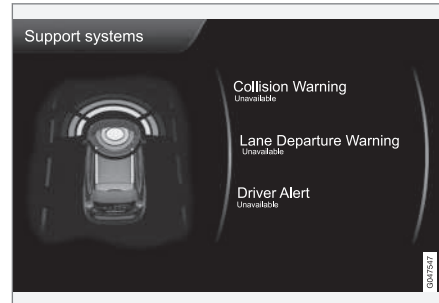 Support systems
Collision Warning
Unavailable
Lane Departure Warning
Unavailable
Driver Alert
Unavailable
G047547